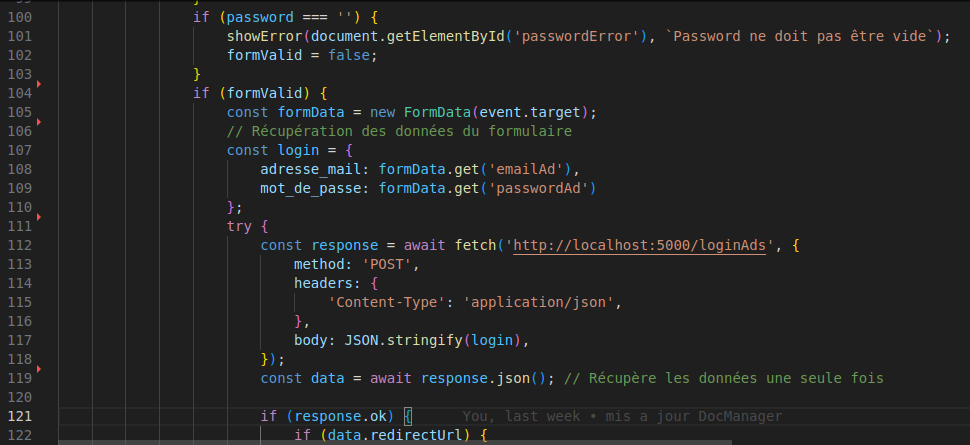 100 if (password === '') {
101 showError(document.getElementById('passwordError'), `Password ne doit pas être vide`);
102 formValid = false;
103 }
104 if (formValid) {
105 const formData = new FormData(event.target);
106 // Récupération des données du formulaire
107 const login = {
108 adresse_mail: formData.get('emailAd'),
109 mot_de_passe: formData.get('passwordAd')
110 };
111 try {
112 const response = await fetch('http://localhost:5000/loginAds', {
113 method: 'POST',
114 headers: {
115 'Content-Type': 'application/json',
116 },
117 body: JSON.stringify(login),
118 });
119 const data = await response.json(); // Récupère les données une seule fois
120
121 if (response.ok) { You, last week • mis a jour DocManager
122 if (data.redirectUrl) {